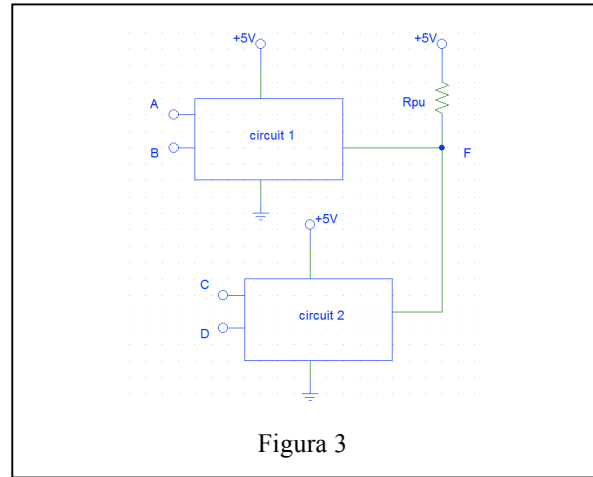 +5V +5V
A
Rpu
circuit 1
B
F
+5V
C
circuit 2
D
Figura 3